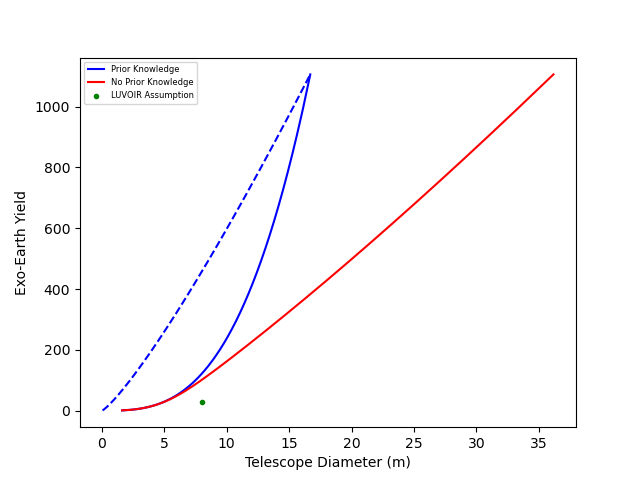 Prior Knowledge
No Prior Knowledge
LUVOIR Assumption
Exo-Earth Yield
1000
800
600
400
200
0
0 5 10 15 20 25 30 35
Telescope Diameter (m)